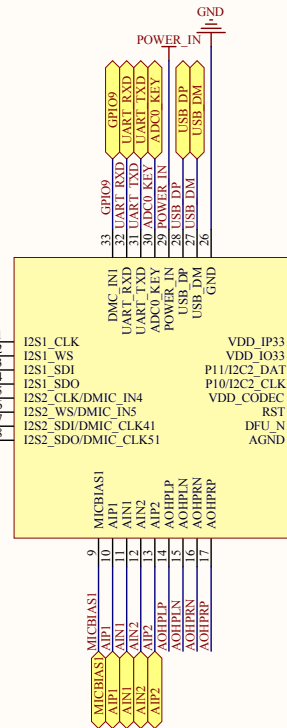 GND
POWER_IN
GPIO9
UART_RXD
UART_TXD
ADC0_KEY
USB_DP
USB_DM
GPIO9
UART_RXD
UART_TXD
ADC0_KEY
POWER_IN
USB_DP
USB_DM
33
32
31
30
29
28
27
26
DMC_IN1
UART_RXD
UART_TXD
ADC0_KEY
POWER_IN
USB_DP
USB_DM
GND
I2S1_CLK
I2S1_WS
I2S1_SDI
I2S1_SDO
I2S2_CLK/DMIC_IN4
I2S2_WS/DMIC_IN5
I2S2_SDI/DMIC_CLK41
I2S2_SDO/DMIC_CLK51
VDD_IP33
VDD_IO33
P11/I2C2_DAT
P10/I2C2_CLK
VDD_CODEC
RST
DFU_N
AGND
MICBIAS1
AIP1
AIN1
AIN2
AIP2
AOHPLP
AOHPLN
AOHPRN
AOHPRP
9
10
11
12
13
14
15
16
17
MICBIAS1
AIP1
AIN1
AIN2
AIP2
AOHPLP
AOHPLN
AOHPRN
AOHPRP
MICBIAS1
AIP1
AIN1
AIN2
AIP2